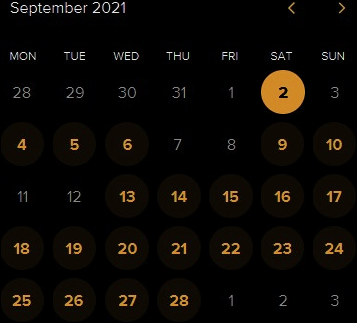 September 2021
MON TUE WED THU FRI SAT SUN
28 29 30 31 1 2 3
4 5 6 7 8 9 10
11 12 13 14 15 16 17
18 19 20 21 22 23 24
25 26 27 28 1 2 3